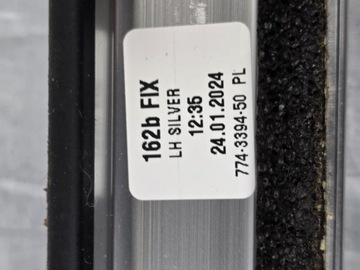 162b FIX
LH SILVER
12:35
24.01.2024
774-3394-50 PL